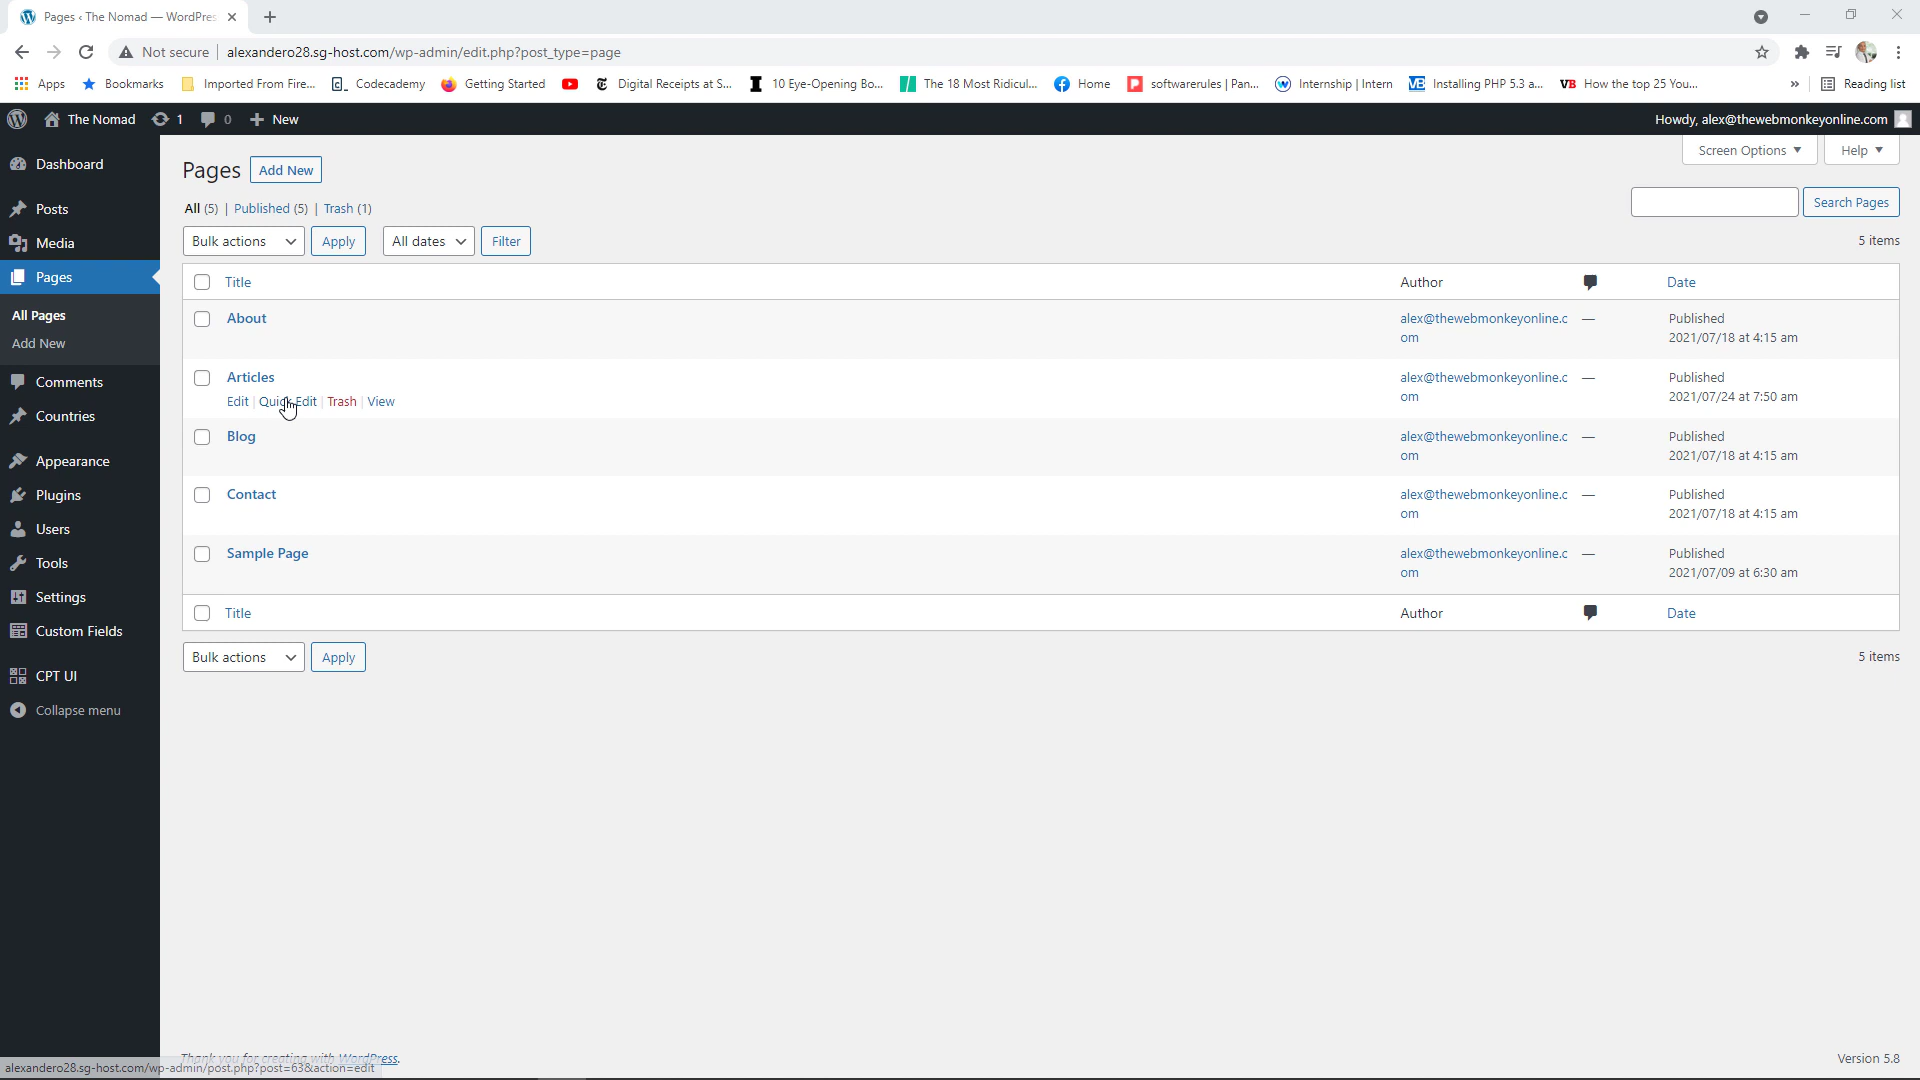 Pages ‹ The Nomad — WordPres
Not secure | alexandero28.sg-host.com/wp-admin/edit.php?post_type=page
Apps Bookmarks Imported From Fire... Codecademy Getting Started Digital Receipts at S... 10 Eye-Opening Bo... The 18 Most Ridicul... Home softwarerules | Pan... Internship | Intern Installing PHP 5.3 a... How the top 25 You... » Reading list
The Nomad 1 0 + New Howdy, alex@thewebmonkeyonline.com
Dashboard
Posts
Media
Pages
All Pages
Add New
Comments
Countries
Appearance
Plugins
Users
Tools
Settings
Custom Fields
CPT UI
Collapse menu
Screen Options Help
Pages Add New
All (5) | Published (5) | Trash (1)
Search Pages
Bulk actions Apply All dates Filter 5 items
Title Author Date
About alex@thewebmonkeyonline.c — Published
om 2021/07/18 at 4:15 am
Articles alex@thewebmonkeyonline.c — Published
om 2021/07/24 at 7:50 am
Edit | Quick Edit | Trash | View
Blog alex@thewebmonkeyonline.c — Published
om 2021/07/18 at 4:15 am
Contact alex@thewebmonkeyonline.c — Published
om 2021/07/18 at 4:15 am
Sample Page alex@thewebmonkeyonline.c — Published
om 2021/07/09 at 6:30 am
Title Author Date
Bulk actions Apply 5 items
Thank you for creating with WordPress. Version 5.8
alexandero28.sg-host.com/wp-admin/post.php?post=63&action=edit